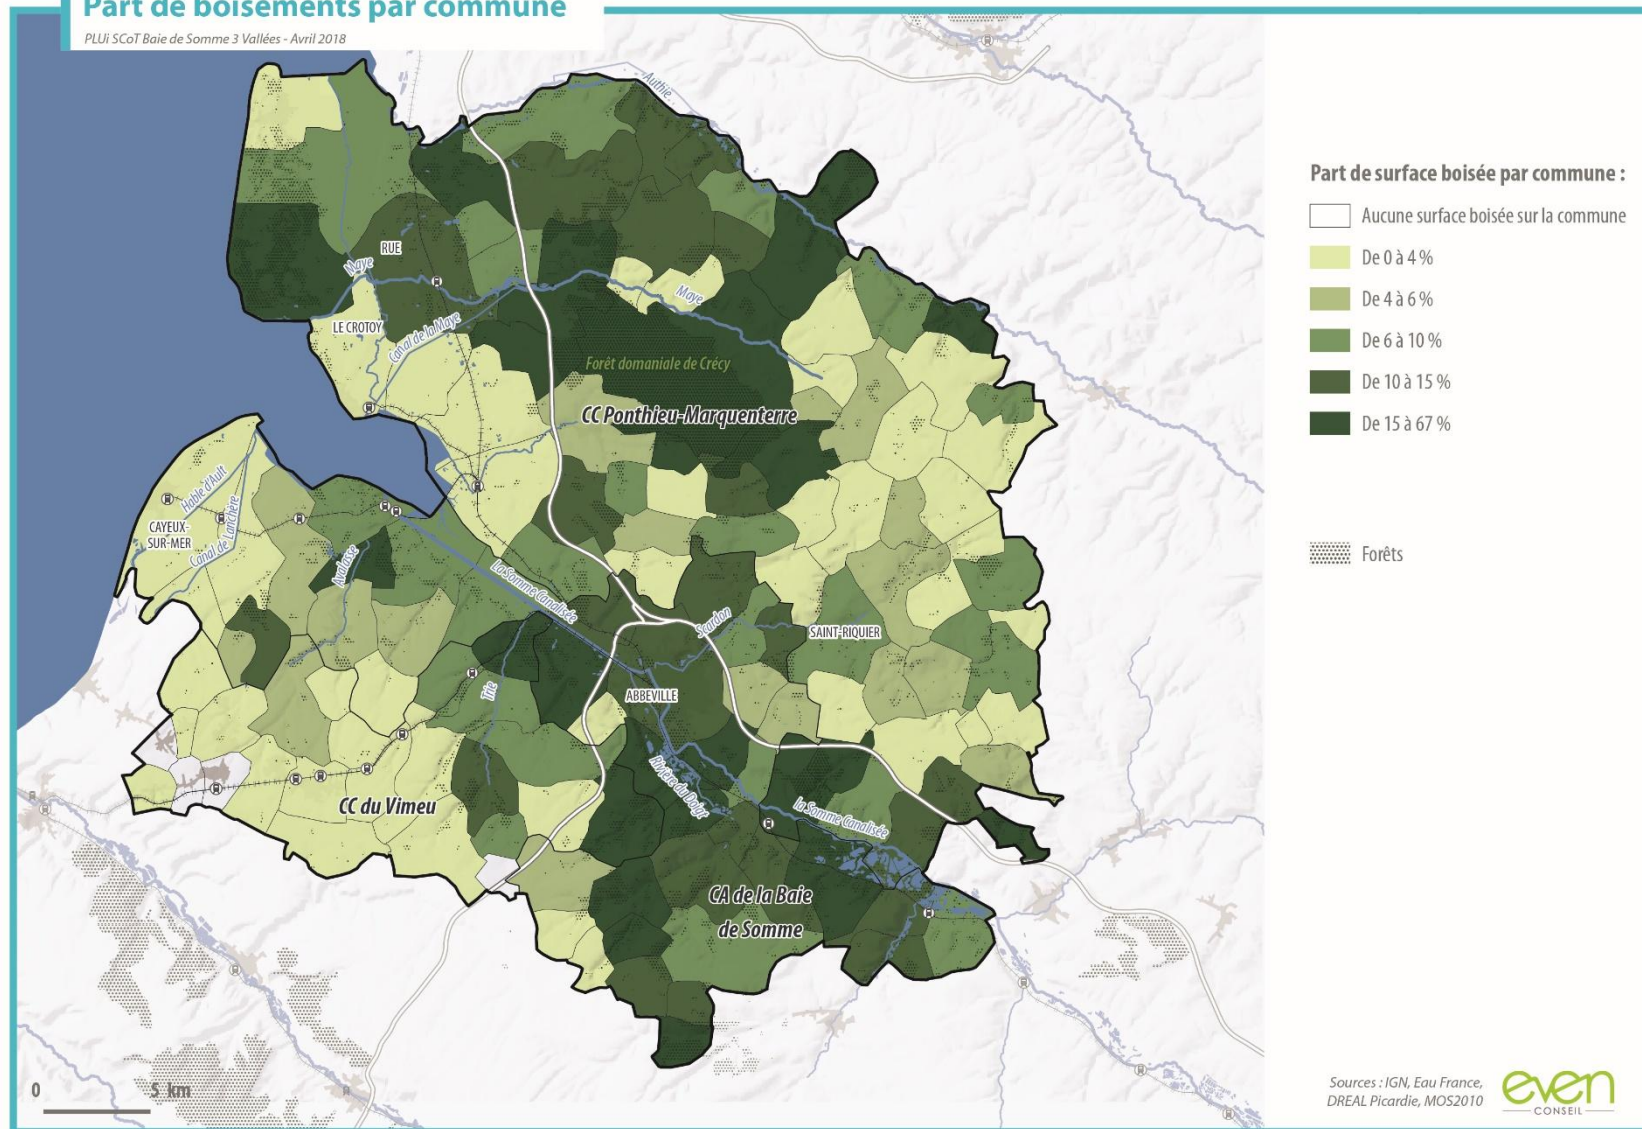 Part de boisements par commune
PLUi SCoT Baie de Somme 3 Vallées - Avril 2018
Authie
RUE
Maye
Maye
LE CROTOY
Canal de la Maye
Forêt domaniale de Crécy
CC Ponthieu-Marquenterre
Hable d'Ault
CAYEUX-
SUR-MER
Canal de Lanchère
Avalasse
La Somme Canalisée
Scardon
SAINT-RIQUIER
Trie
ABBEVILLE
Rivière du Doigt
CC du Vimeu
la Somme Canalisée
CA de la Baie
de Somme
0 5 km
Part de surface boisée par commune :
Aucune surface boisée sur la commune
De 0 à 4 %
De 4 à 6 %
De 6 à 10 %
De 10 à 15 %
De 15 à 67 %
Forêts
Sources : IGN, Eau France,
DREAL Picardie, MOS2010
even
CONSEIL